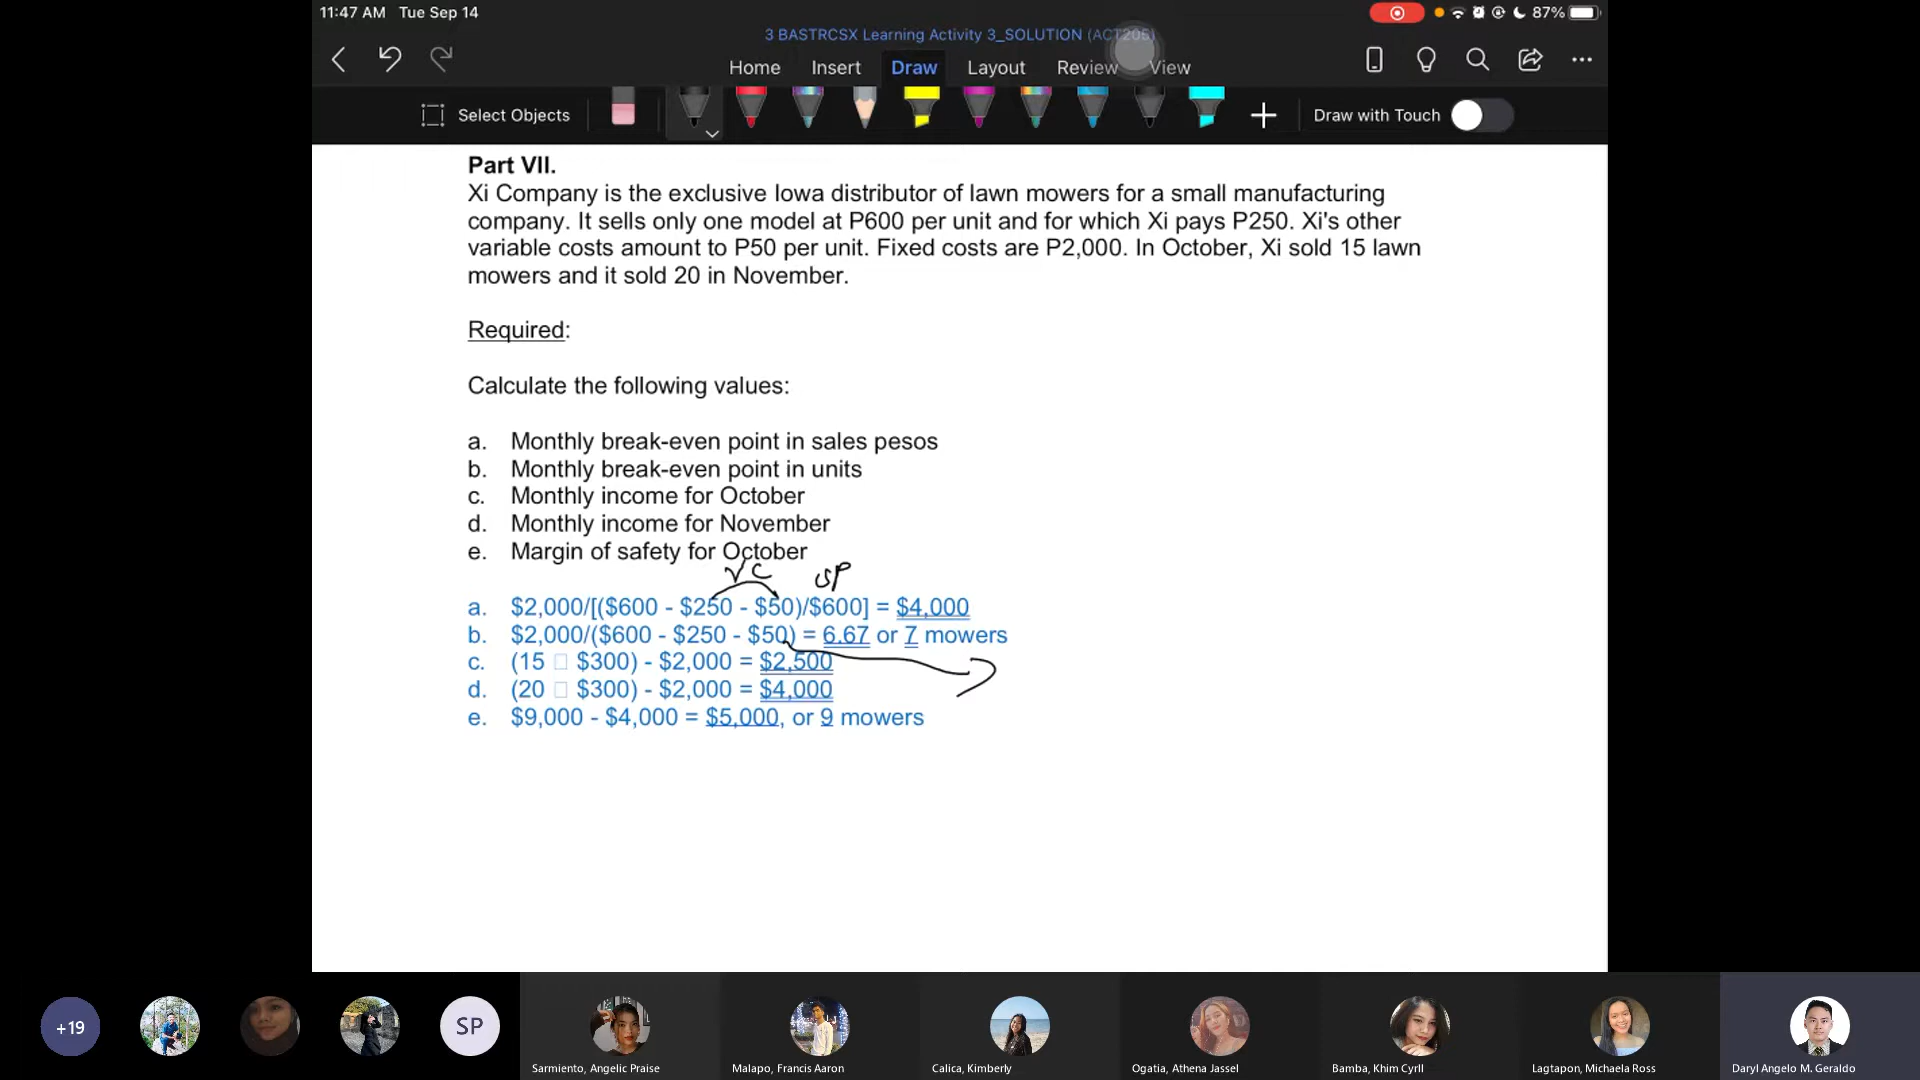 11:47 AM Tue Sep 14
87%
3 BASTRCSX Learning Activity 3_SOLUTION (ACT205)
Home Insert Draw Layout Review View
Select Objects
Draw with Touch
Part VII.
Xi Company is the exclusive Iowa distributor of lawn mowers for a small manufacturing
company. It sells only one model at P600 per unit and for which Xi pays P250. Xi's other
variable costs amount to P50 per unit. Fixed costs are P2,000. In October, Xi sold 15 lawn
mowers and it sold 20 in November.
Required:
Calculate the following values:
a. Monthly break-even point in sales pesos
b. Monthly break-even point in units
c. Monthly income for October
d. Monthly income for November
e. Margin of safety for October
VC SP
a. $2,000/[($600 - $250 - $50)/$600] = $4,000
b. $2,000/($600 - $250 - $50) = 6.67 or 7 mowers
c. (15 □ $300) - $2,000 = $2,500
d. (20 □ $300) - $2,000 = $4,000
e. $9,000 - $4,000 = $5,000, or 9 mowers
+19
SP
Sarmiento, Angelic Praise
Malapo, Francis Aaron
Calica, Kimberly
Ogatia, Athena Jassel
Bamba, Khim Cyrll
Lagtapon, Michaela Ross
Daryl Angelo M. Geraldo